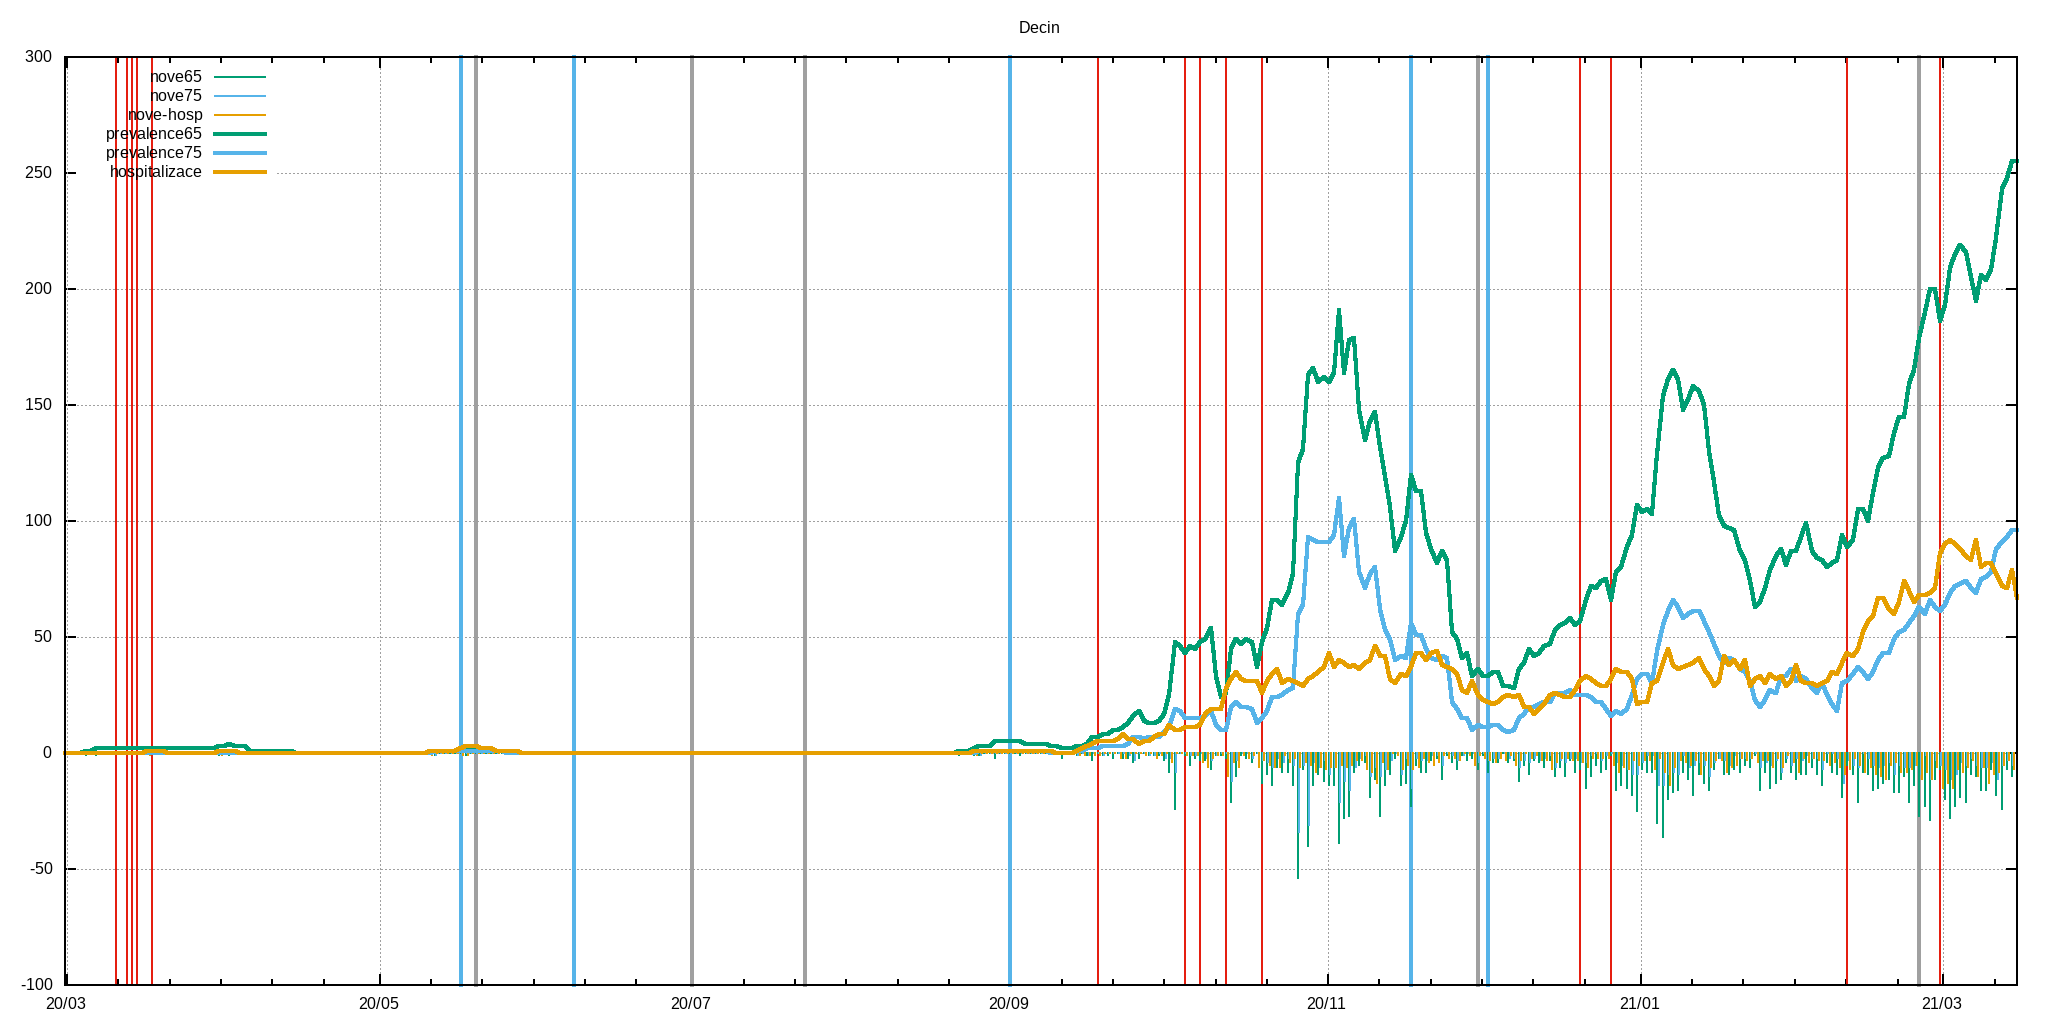 Decin
300
nove65
nove75
nove-hosp
prevalence65
prevalence75
hospitalizace
250
200
150
100
50
0
-50
-100
20/03 20/05 20/07 20/09 20/11 21/01 21/03